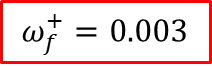 ω_f^+ = 0.003